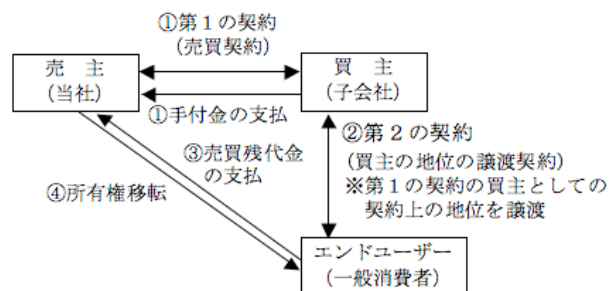 ①第1の契約
(売買契約)
売　主
(当社)
買　主
(子会社)
①手付金の支払
②第２の契約
(買主の地位の譲渡契約)
※第1の契約の買主としての
契約上の地位を譲渡
③売買残代金
の支払
④所有権移転
エンドユーザー
(一般消費者)